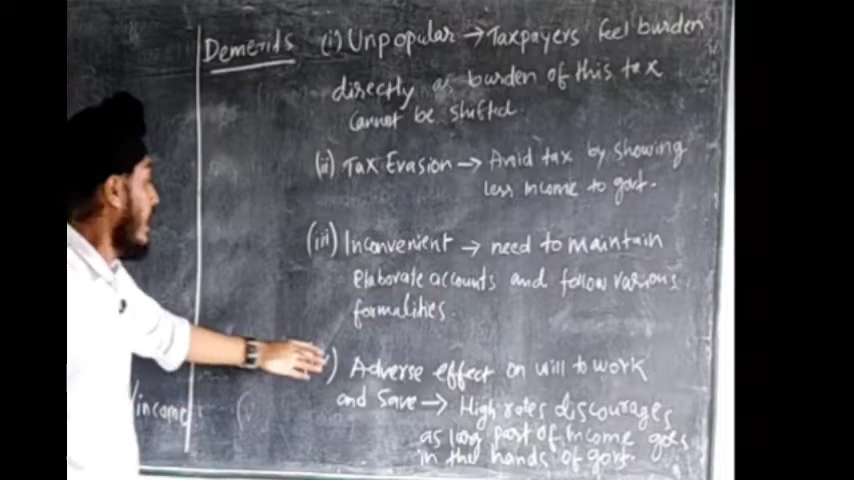 Demerits (i) Unpopular → Taxpayers feel burden
directly as burden of this tax
cannot be shifted.
(ii) Tax Evasion → Avoid tax by showing
less income to govt.
(iii) Inconvenient → need to maintain
elaborate accounts and follow various
formalities.
) Adverse effect on will to work
and save → High rates discourages
/income as large part of income goes
in the hands of govt.